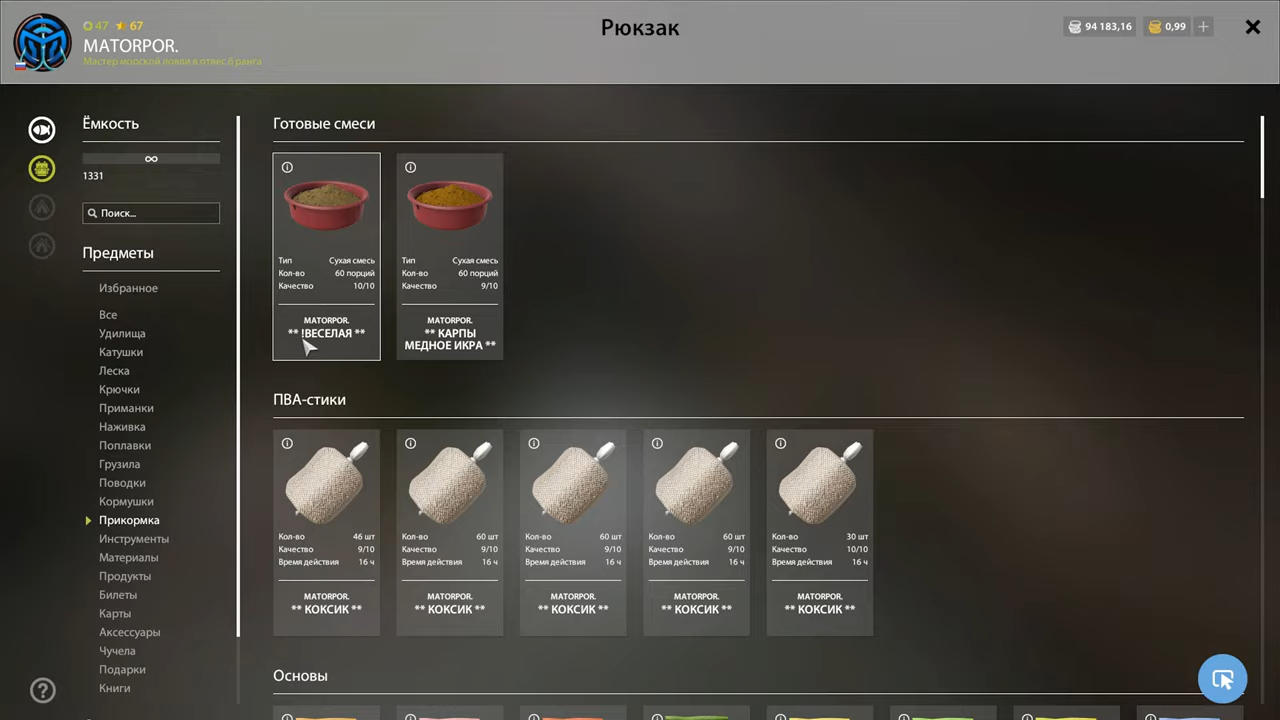 47 67
MATORPOR.
Мастер морской ловли в отвес 6 ранга
Рюкзак
94 183,16
0,99 +
Ёмкость
∞
1331
Поиск...
Предметы
Избранное
Все
Удилища
Катушки
Леска
Крючки
Приманки
Наживка
Поплавки
Грузила
Поводки
Кормушки
Прикормка
Инструменты
Материалы
Продукты
Билеты
Карты
Аксессуары
Чучела
Подарки
Книги
?
Готовые смеси
Тип Сухая смесь
Кол-во 60 порций
Качество 10/10
MATORPOR.
** !ВЕСЕЛАЯ **
Тип Сухая смесь
Кол-во 60 порций
Качество 9/10
MATORPOR.
** КАРПЫ
МЕДНОЕ ИКРА **
ПВА-стики
Кол-во 46 шт
Качество 9/10
Время действия 16 ч
MATORPOR.
** КОКСИК **
Кол-во 60 шт
Качество 9/10
Время действия 16 ч
MATORPOR.
** КОКСИК **
Кол-во 60 шт
Качество 9/10
Время действия 16 ч
MATORPOR.
** КОКСИК **
Кол-во 60 шт
Качество 9/10
Время действия 16 ч
MATORPOR.
** КОКСИК **
Кол-во 30 шт
Качество 10/10
Время действия 16 ч
MATORPOR.
** КОКСИК **
Основы